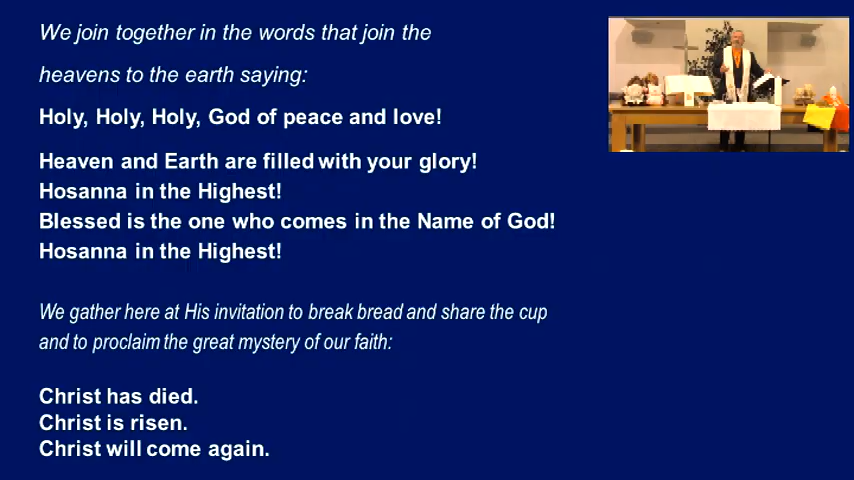 We join together in the words that join the
heavens to the earth saying:
Holy, Holy, Holy, God of peace and love!
Heaven and Earth are filled with your glory!
Hosanna in the Highest!
Blessed is the one who comes in the Name of God!
Hosanna in the Highest!
We gather here at His invitation to break bread and share the cup
and to proclaim the great mystery of our faith:
Christ has died.
Christ is risen.
Christ will come again.